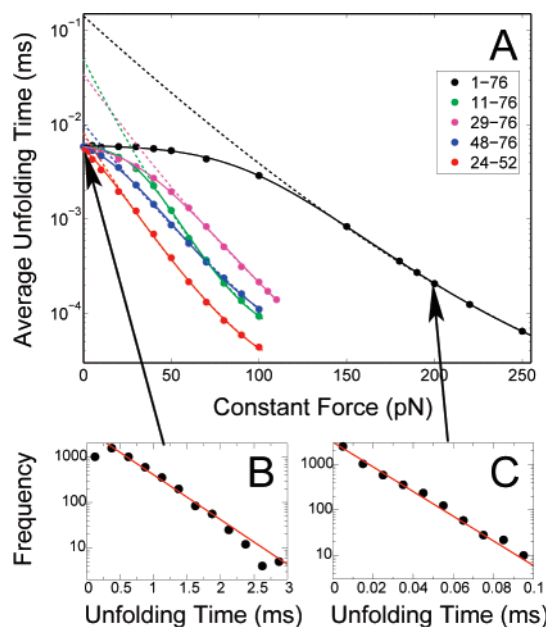 A
Average Unfolding Time (ms)
10⁻¹
10⁻²
10⁻³
10⁻⁴
1−76
11−76
29−76
48−76
24−52
0 50 100 150 200 250
Constant Force (pN)
B
Frequency
1000
100
10
0 0.5 1 1.5 2 2.5 3
Unfolding Time (ms)
C
1000
100
10
0 0.02 0.04 0.06 0.08 0.1
Unfolding Time (ms)